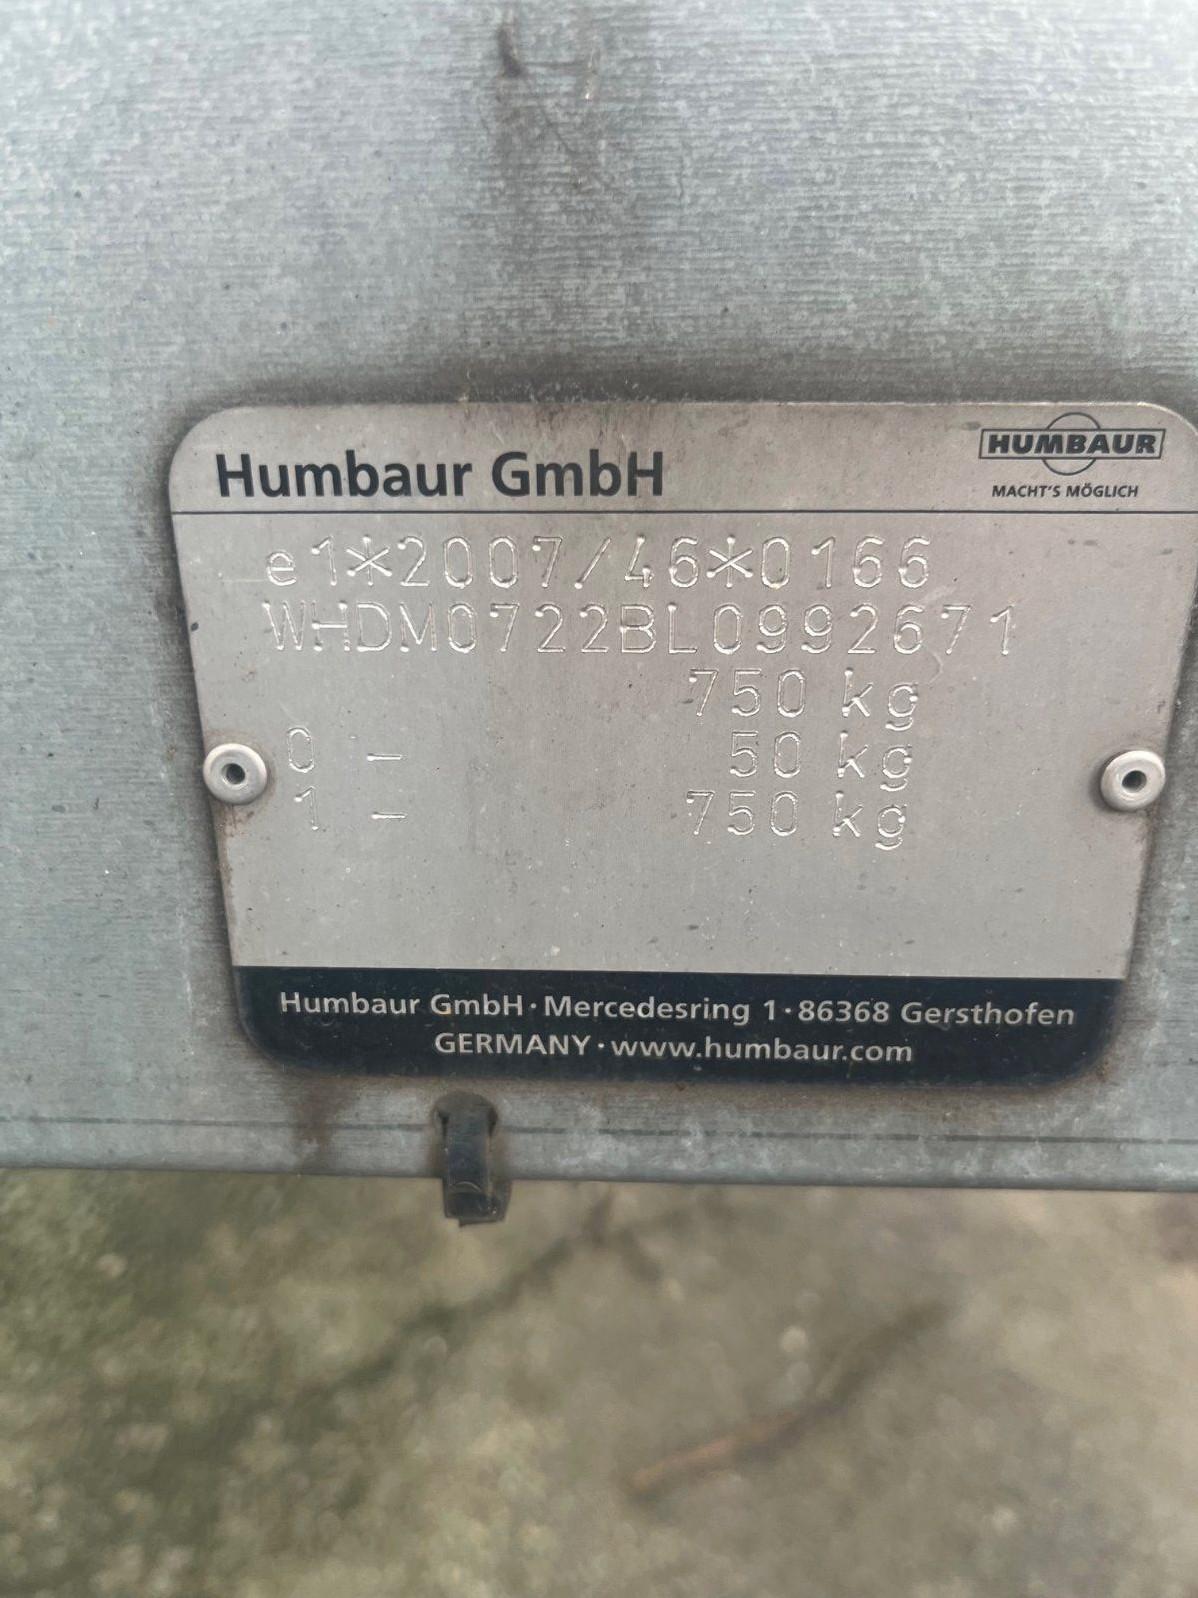 Humbaur GmbH
HUMBAUR
MACHT'S MÖGLICH
e1*2007/46*0166
WHDM0722BL0992671
750 kg
0 - 50 kg
1 - 750 kg
Humbaur GmbH · Mercedesring 1 · 86368 Gersthofen
GERMANY · www.humbaur.com